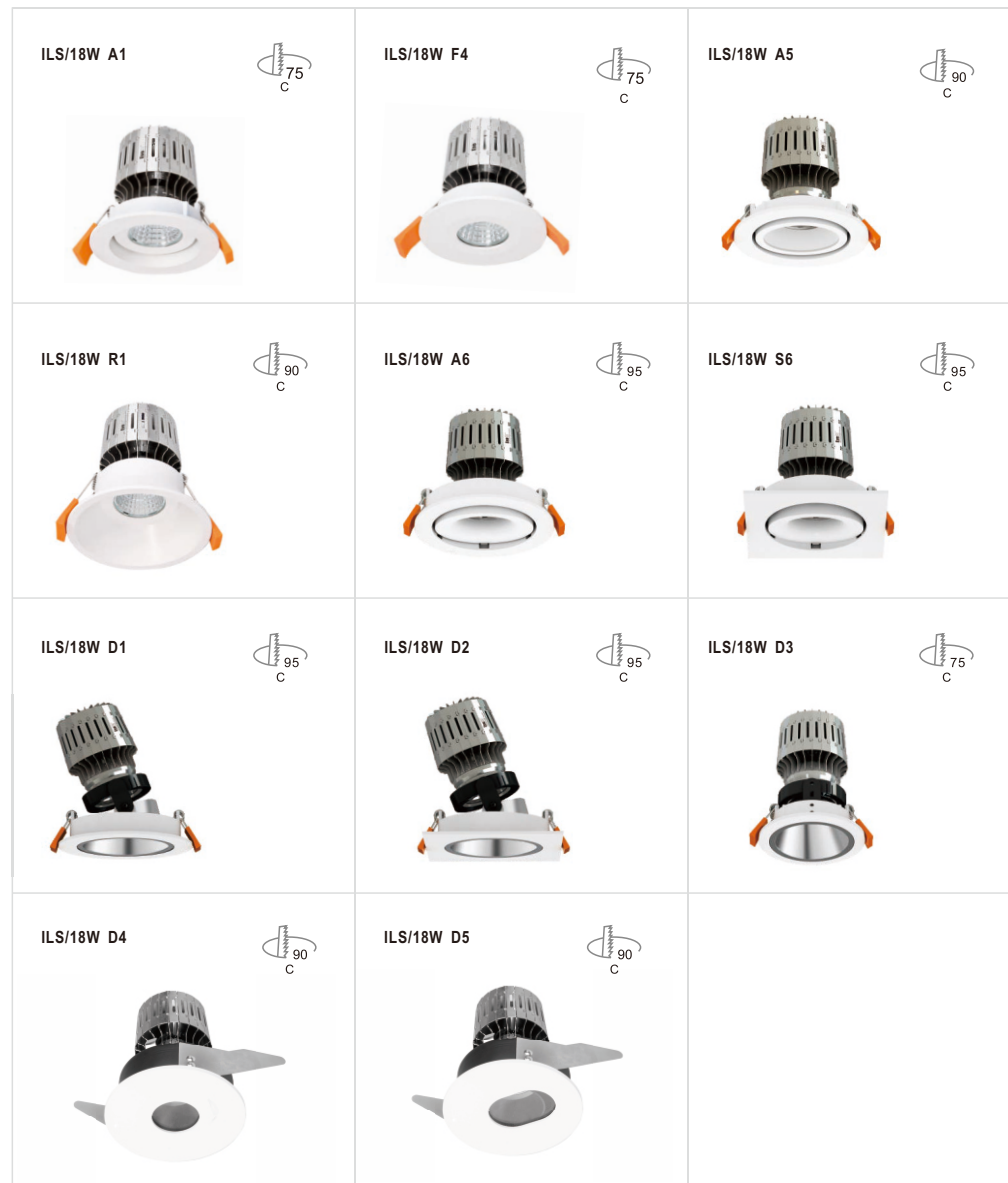 ILS/18W A1
75
C
ILS/18W F4
75
C
ILS/18W A5
90
C
ILS/18W R1
90
C
ILS/18W A6
95
C
ILS/18W S6
95
C
ILS/18W D1
95
C
ILS/18W D2
95
C
ILS/18W D3
75
C
ILS/18W D4
90
C
ILS/18W D5
90
C